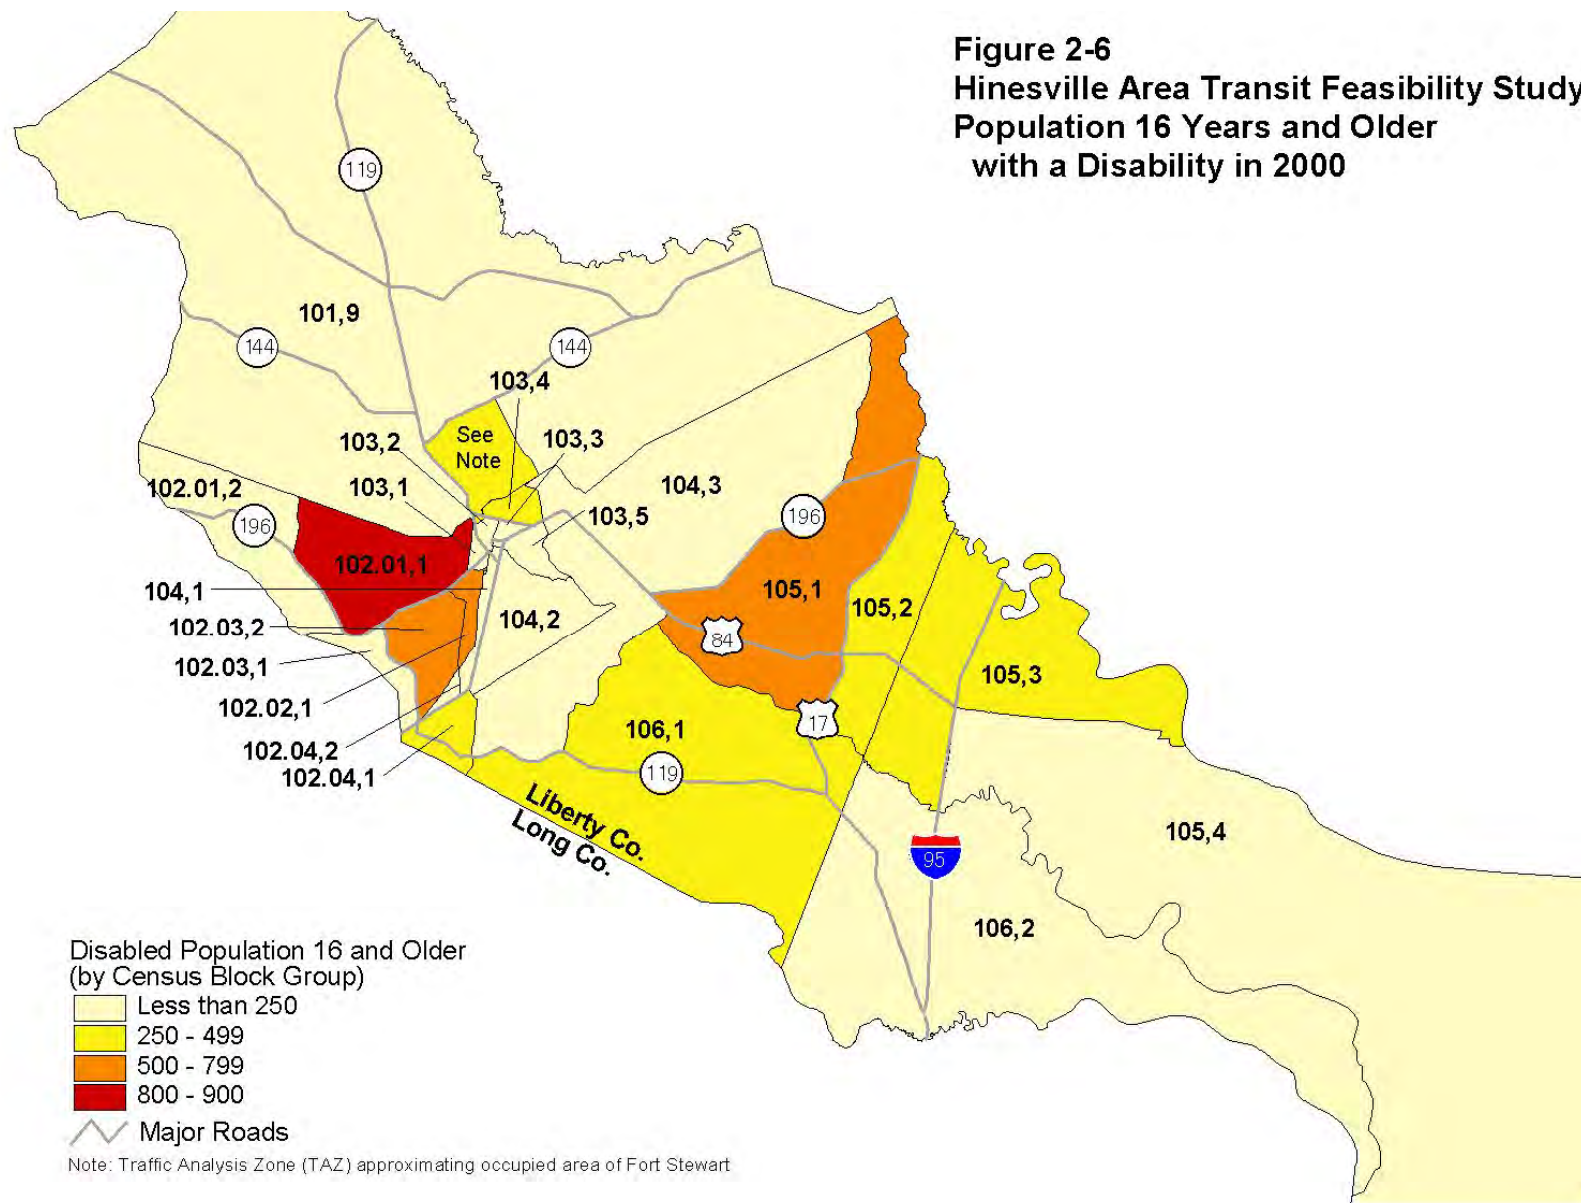 Figure 2-6
Hinesville Area Transit Feasibility Study
Population 16 Years and Older
with a Disability in 2000
119
101,9
144
144
103,4
103,2
See
Note
103,3
102.01,2
103,1
104,3
196
103,5
196
102.01,1
104,1
105,1
105,2
102.03,2
104,2
84
102.03,1
105,3
102.02,1
17
106,1
102.04,2
119
102.04,1
Liberty Co.
Long Co.
105,4
95
106,2
Disabled Population 16 and Older
(by Census Block Group)
Less than 250
250 - 499
500 - 799
800 - 900
Major Roads
Note: Traffic Analysis Zone (TAZ) approximating occupied area of Fort Stewart